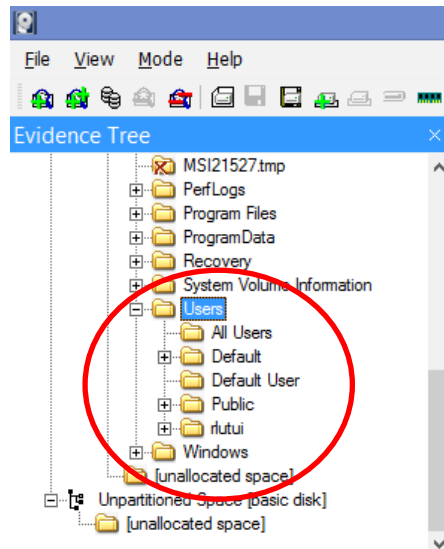 File View Mode Help
Evidence Tree
MSI21527.tmp
PerfLogs
Program Files
ProgramData
Recovery
System Volume Information
Users
All Users
Default
Default User
Public
rlutui
Windows
[unallocated space]
Unpartitioned Space [basic disk]
[unallocated space]